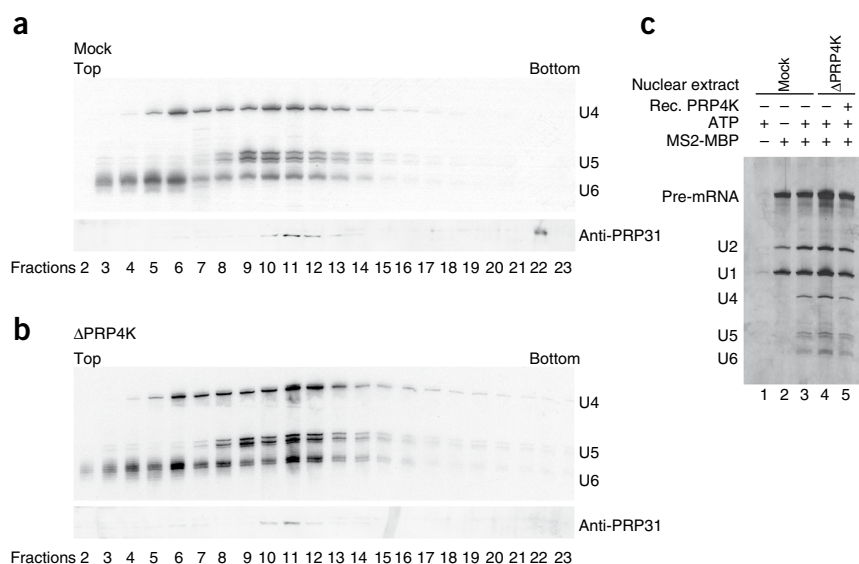 a
Mock
Top Bottom
U4
U5
U6
Anti-PRP31
Fractions 2 3 4 5 6 7 8 9 10 11 12 13 14 15 16 17 18 19 20 21 22 23
b
ΔPRP4K
Top Bottom
U4
U5
U6
Anti-PRP31
Fractions 2 3 4 5 6 7 8 9 10 11 12 13 14 15 16 17 18 19 20 21 22 23
c
Nuclear extract Mock ΔPRP4K
Rec. PRP4K – – – – +
ATP + – + + +
MS2-MBP – + + + +
Pre-mRNA
U2
U1
U4
U5
U6
1 2 3 4 5